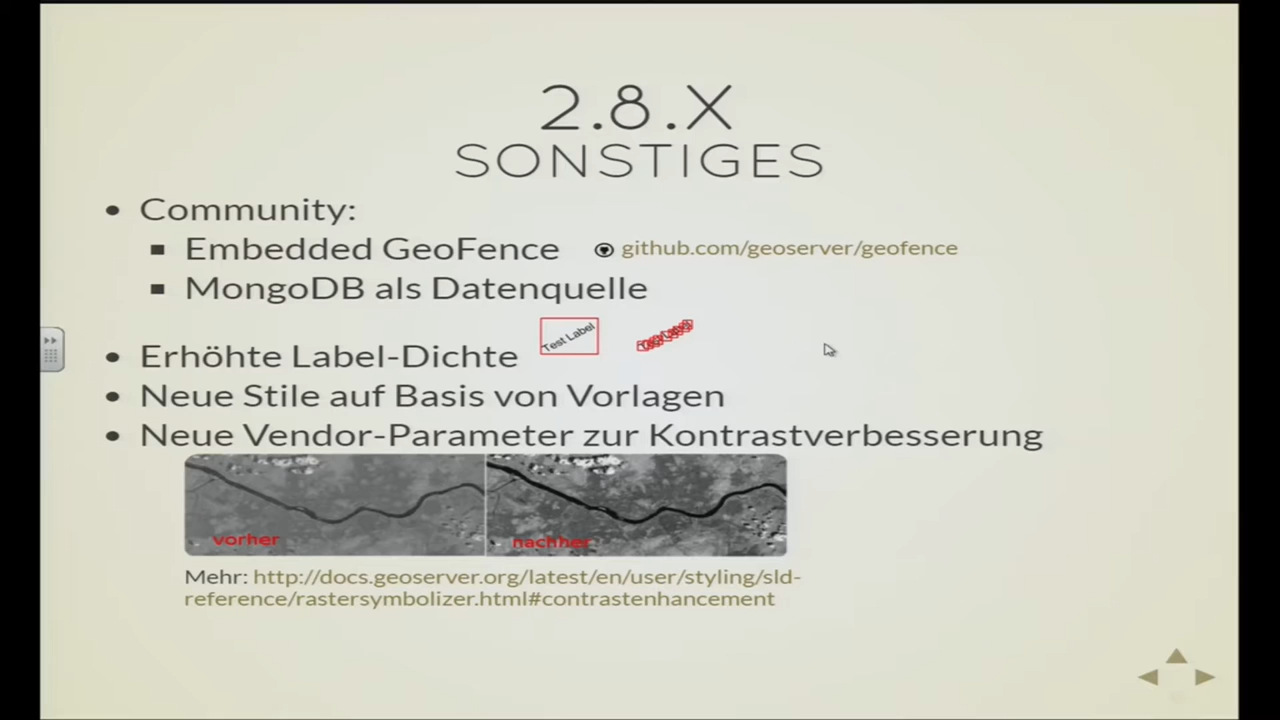 2.8.X
SONSTIGES
Community:
Embedded GeoFence github.com/geoserver/geofence
MongoDB als Datenquelle
Test Label
Erhöhte Label-Dichte
Neue Stile auf Basis von Vorlagen
Neue Vendor-Parameter zur Kontrastverbesserung
vorher nachher
Mehr: http://docs.geoserver.org/latest/en/user/styling/sld-
reference/rastersymbolizer.html#contrastenhancement